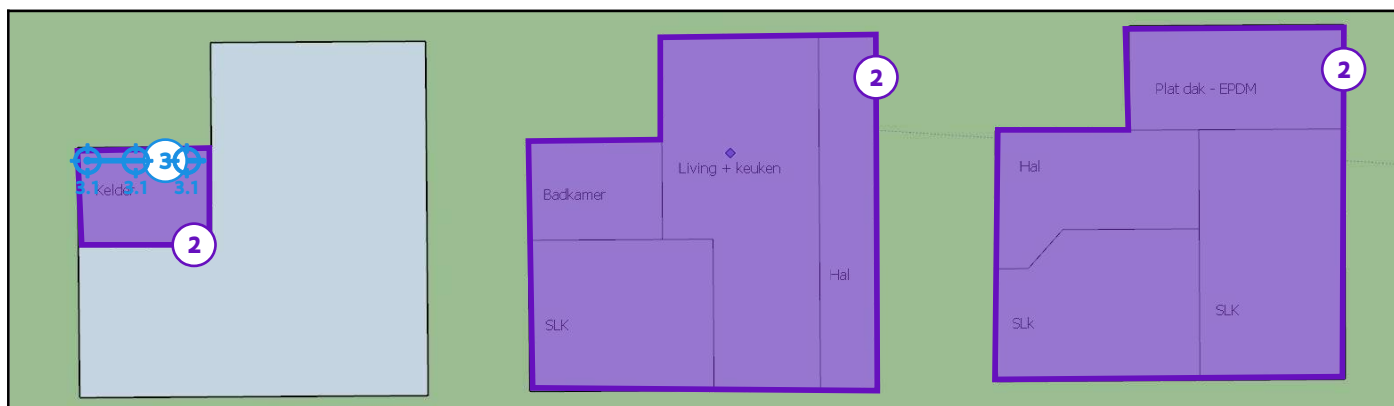 3
3.1 3.1 3.1
Kelder
2
2
Living + keuken
Badkamer
Hal
SLK
2
Plat dak - EPDM
Hal
SLK
SLk